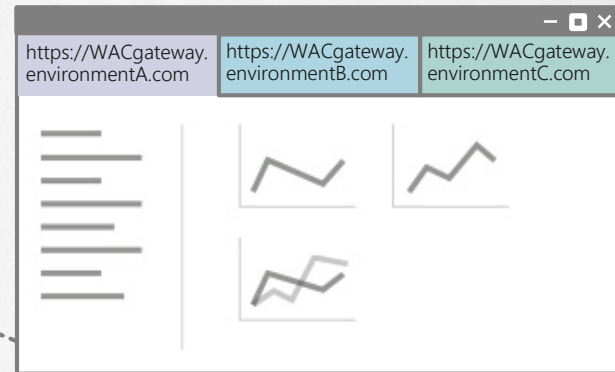 https://WACgateway.
environmentA.com
https://WACgateway.
environmentB.com
https://WACgateway.
environmentC.com